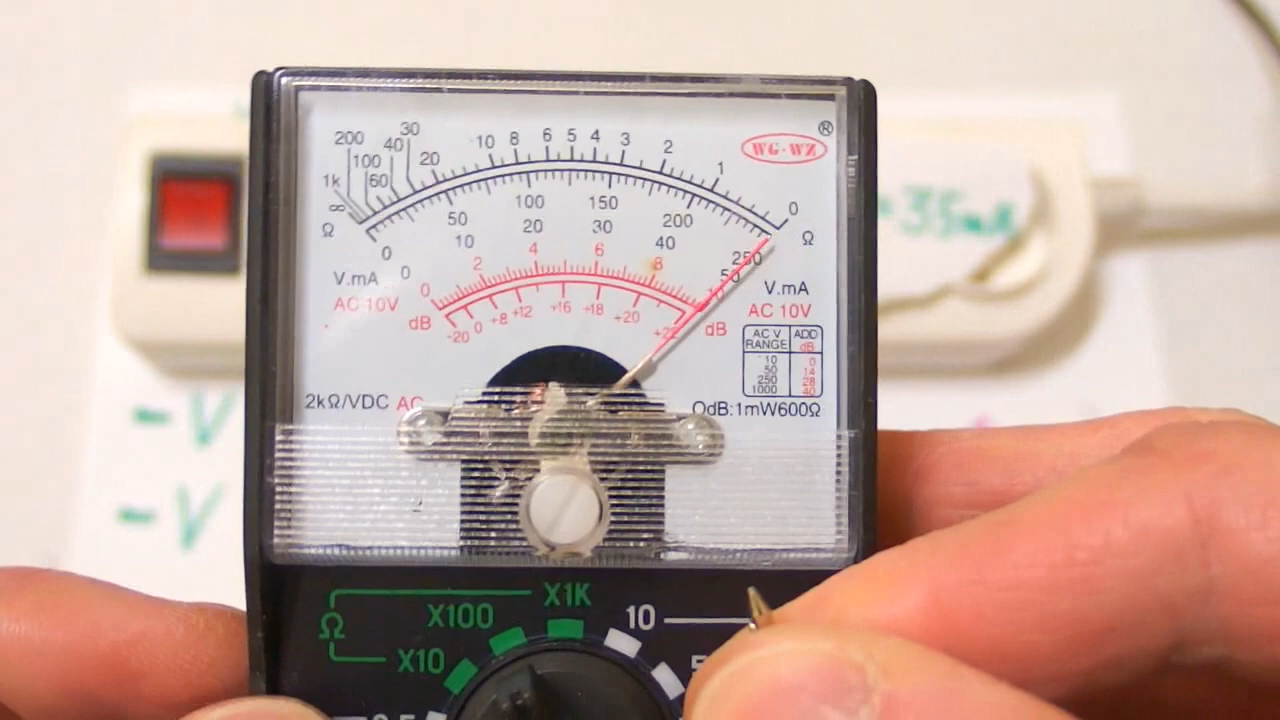 200 100 40 30 20 10 8 6 5 4 3 2 1
1k 60
∞ 0
Ω Ω
0 50 100 150 200 250
0 10 20 30 40 50
0 2 4 6 8 10
dB -20 0 +8 +12 +16 +18 +20 +22 dB
WG·WZ ®
V.mA V.mA
AC 10V AC 10V
AC V RANGE ADD dB
10 0
50 14
250 28
1000 40
2kΩ/VDC AC
OdB:1mW600Ω
=35mA
-V
-V
Ω X100 X1K 10
X10